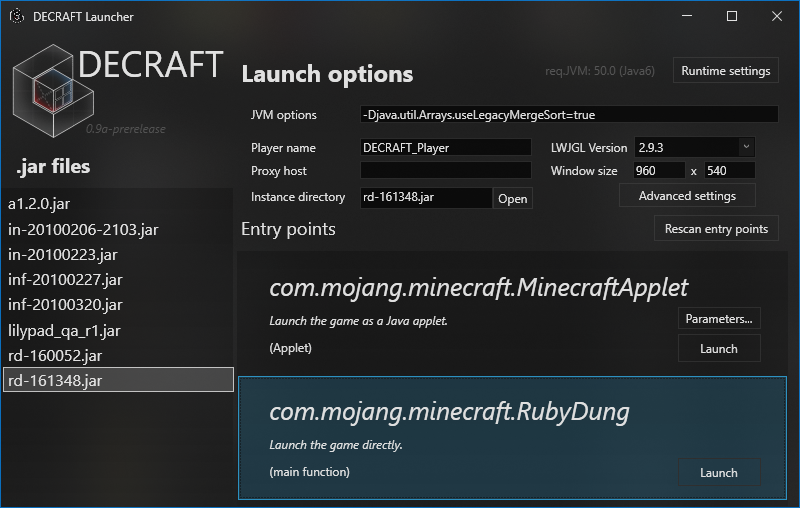 DECRAFT Launcher
DECRAFT
0.9a-prerelease
.jar files
a1.2.0.jar
in-20100206-2103.jar
in-20100223.jar
inf-20100227.jar
inf-20100320.jar
lilypad_qa_r1.jar
rd-160052.jar
rd-161348.jar
Launch options
req.JVM: 50.0 (Java6)
Runtime settings
JVM options
-Djava.util.Arrays.useLegacyMergeSort=true
Player name
DECRAFT_Player
LWJGL Version
2.9.3
Proxy host
Window size
960 x 540
Instance directory
rd-161348.jar
Open
Advanced settings
Entry points
Rescan entry points
com.mojang.minecraft.MinecraftApplet
Launch the game as a Java applet.
Parameters...
(Applet)
Launch
com.mojang.minecraft.RubyDung
Launch the game directly.
(main function)
Launch